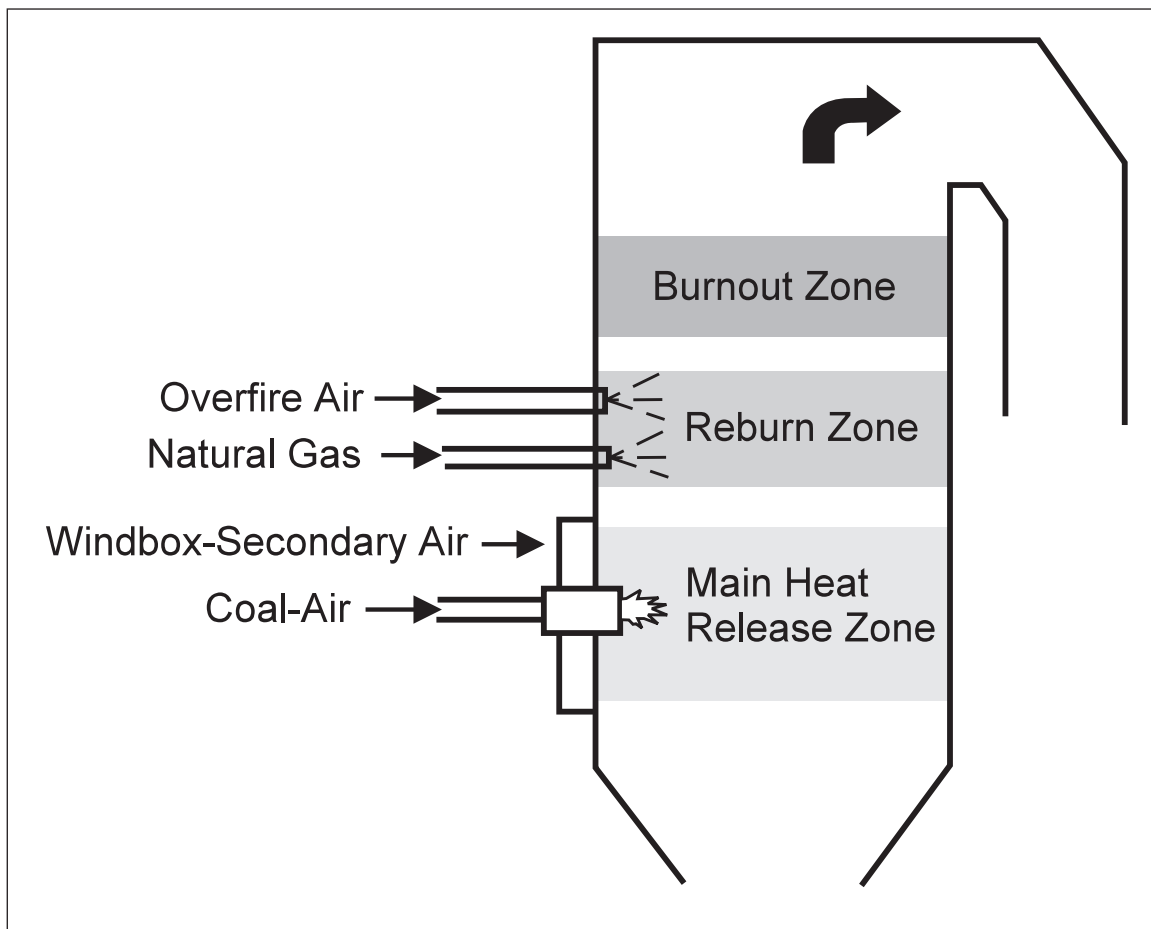 Burnout Zone
Overfire Air
Reburn Zone
Natural Gas
Windbox-Secondary Air
Main Heat
Release Zone
Coal-Air